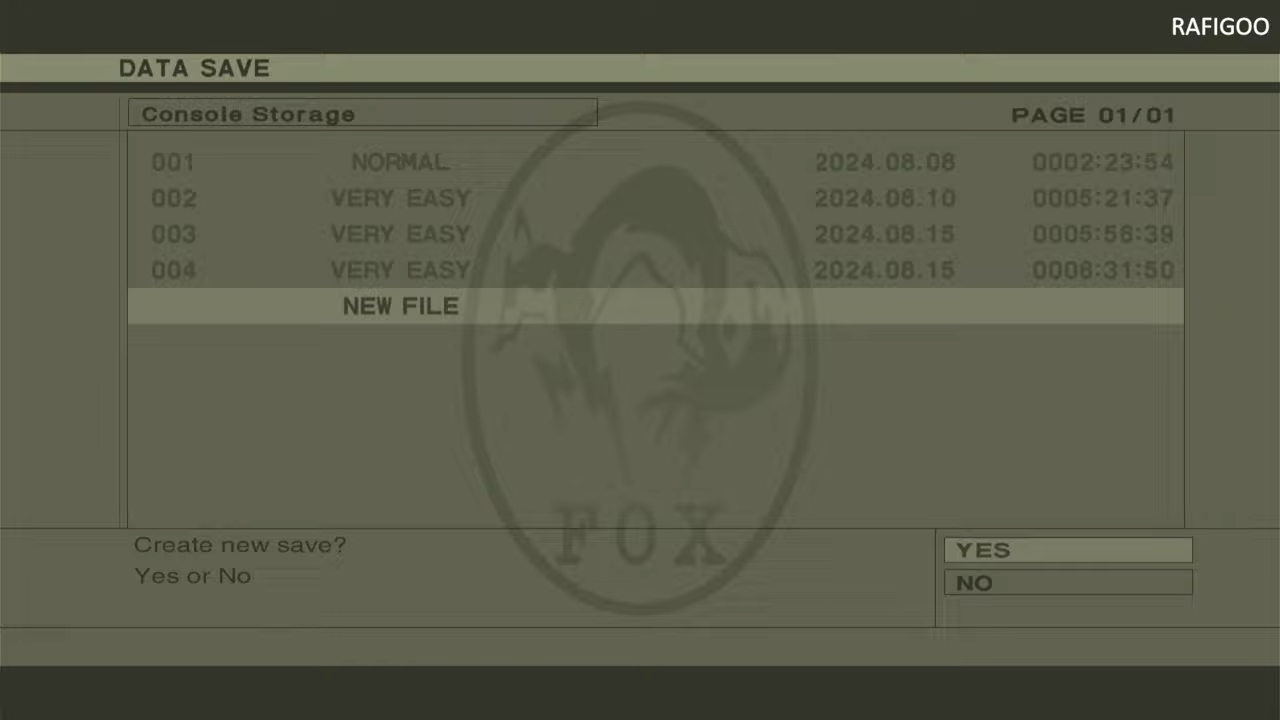 RAFIGOO
DATA SAVE
Console Storage PAGE 01/01
001 NORMAL 2024.08.08 0002:23:54
002 VERY EASY 2024.08.10 0005:21:37
003 VERY EASY 2024.08.15 0005:56:39
004 VERY EASY 2024.08.15 0006:31:50
NEW FILE
FOX
Create new save? YES
Yes or No NO